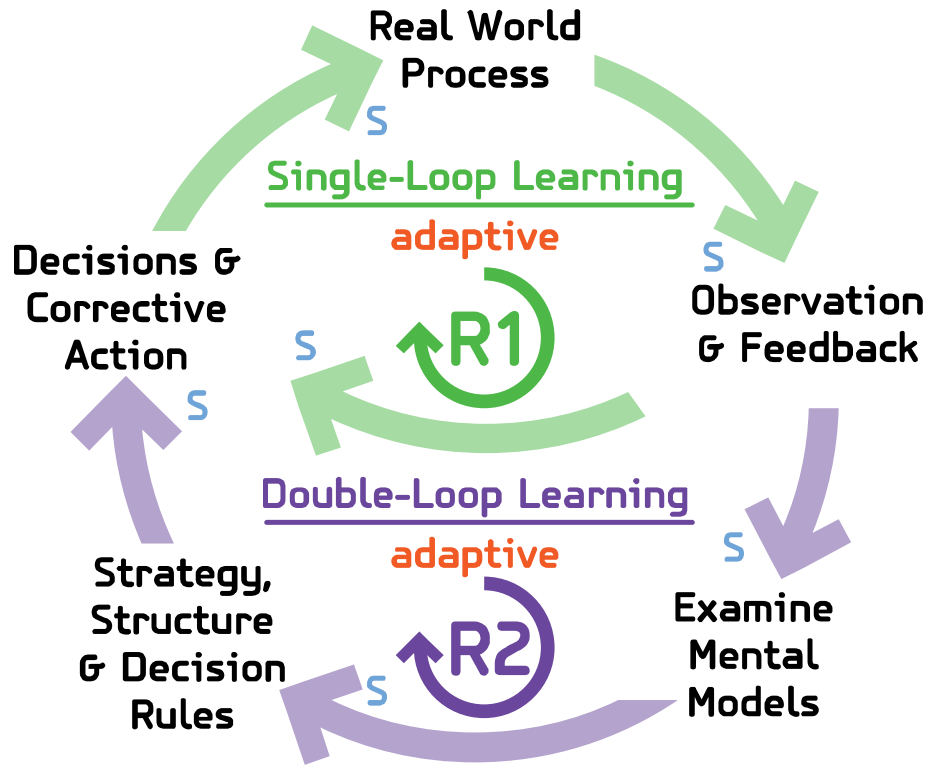 Real World
Process
S
Single-Loop Learning
adaptive
S
Decisions &
Corrective
Action
Observation
& Feedback
S
R1
S
Double-Loop Learning
adaptive
S
Strategy,
Structure
& Decision
Rules
Examine
Mental
Models
R2
S